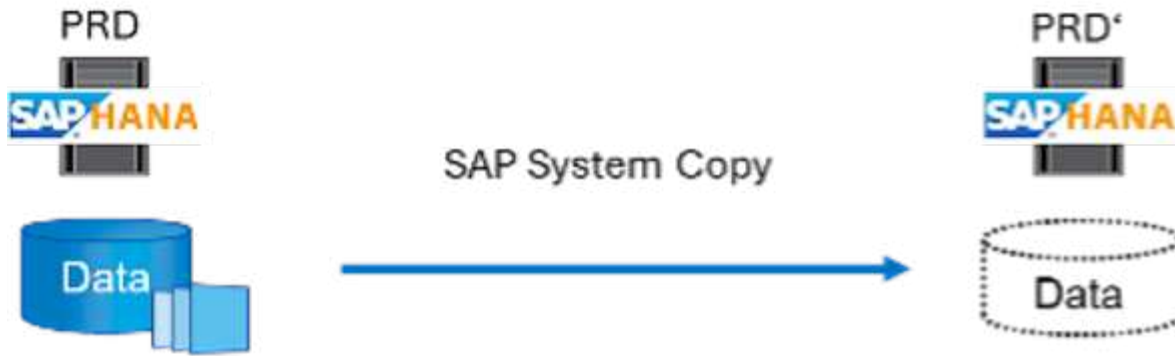 PRD
PRD‘
SAP HANA
SAP HANA
SAP System Copy
Data
Data